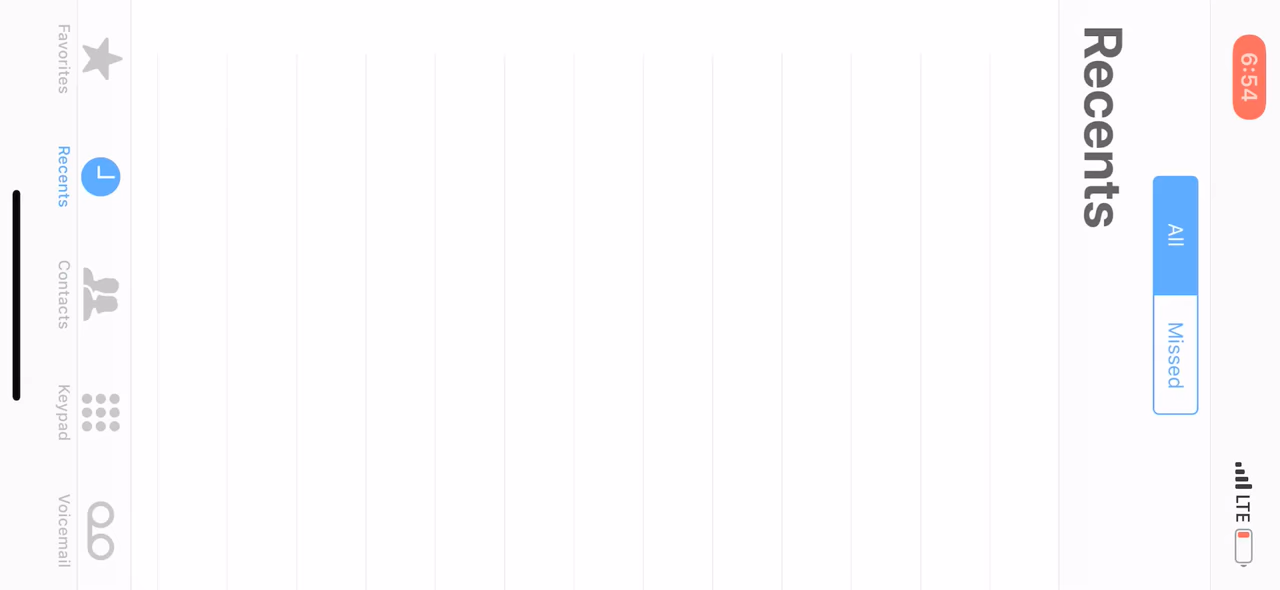 6:54
LTE
All
Missed
Recents
Favorites
Recents
Contacts
Keypad
Voicemail